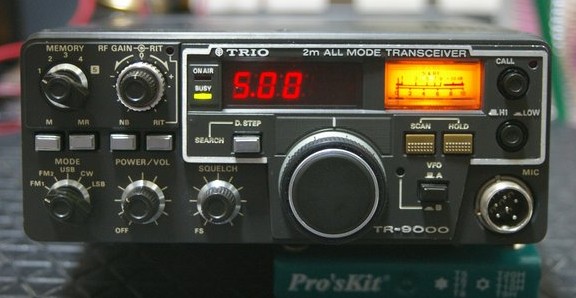 MEMORY
RF GAIN RIT
TRIO
2m ALL MODE TRANSCEIVER
CALL
1 2 3 4 5
ON AIR
BUSY
5.00
H1 LOW
M MR NB RIT
D.STEP
SEARCH
SCAN HOLD
MODE
POWER/VOL
SQUELCH
VFO
A
B
MIC
FM1 FM2 USB CW LSB
OFF
FS
TR-9000
Pro'sKit